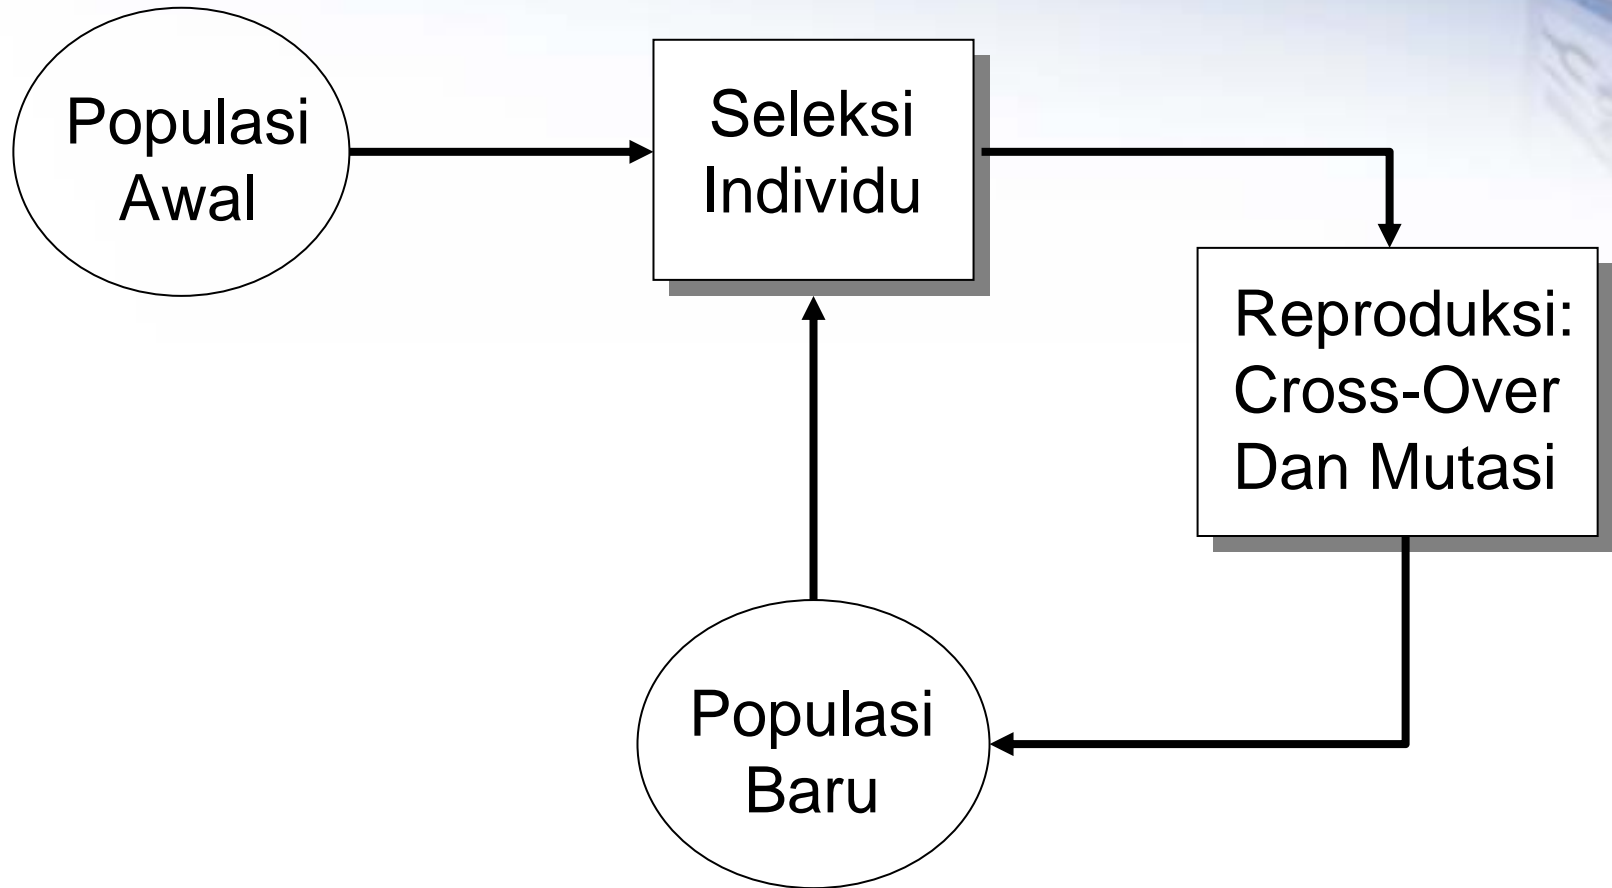 Populasi
Awal
Seleksi
Individu
Reproduksi:
Cross-Over
Dan Mutasi
Populasi
Baru